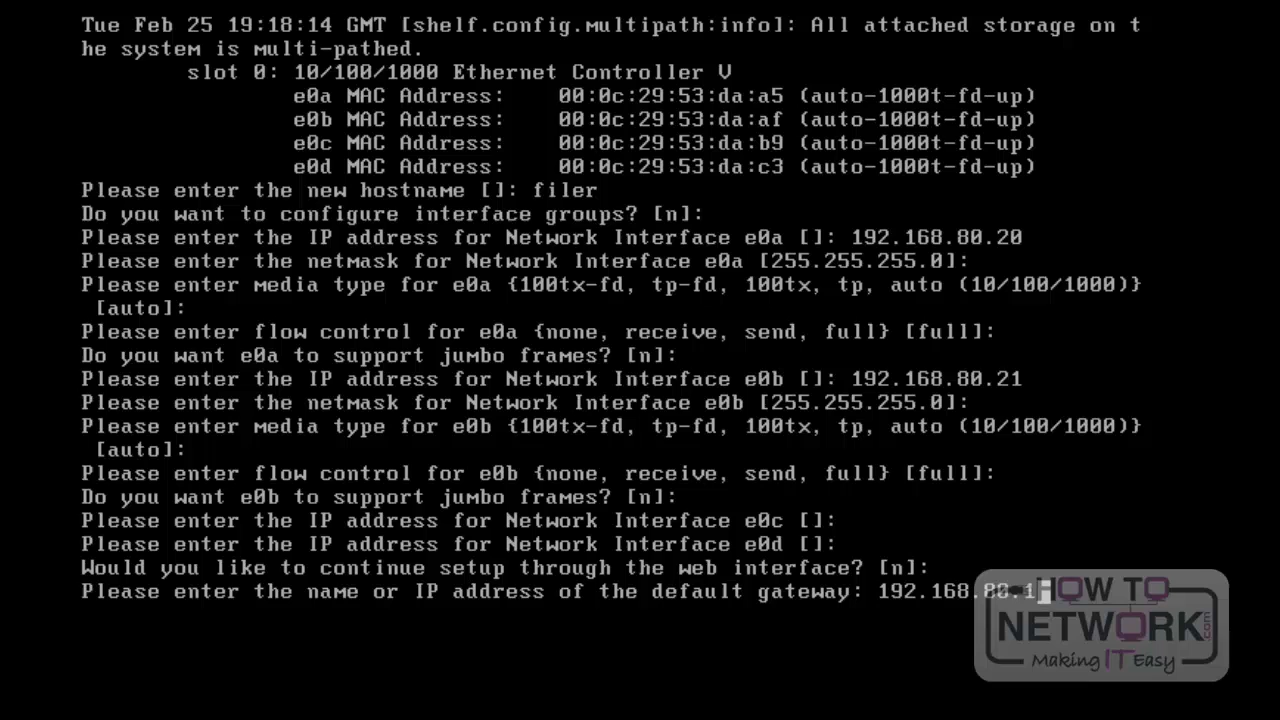 Tue Feb 25 19:18:14 GMT [shelf.config.multipath:info]: All attached storage on t
he system is multi-pathed.
slot 0: 10/100/1000 Ethernet Controller V
e0a MAC Address: 00:0c:29:53:da:a5 (auto-1000t-fd-up)
e0b MAC Address: 00:0c:29:53:da:af (auto-1000t-fd-up)
e0c MAC Address: 00:0c:29:53:da:b9 (auto-1000t-fd-up)
e0d MAC Address: 00:0c:29:53:da:c3 (auto-1000t-fd-up)
Please enter the new hostname []: filer
Do you want to configure interface groups? [n]:
Please enter the IP address for Network Interface e0a []: 192.168.80.20
Please enter the netmask for Network Interface e0a [255.255.255.0]:
Please enter media type for e0a {100tx-fd, tp-fd, 100tx, tp, auto (10/100/1000)}
[auto]:
Please enter flow control for e0a {none, receive, send, full} [full]:
Do you want e0a to support jumbo frames? [n]:
Please enter the IP address for Network Interface e0b []: 192.168.80.21
Please enter the netmask for Network Interface e0b [255.255.255.0]:
Please enter media type for e0b {100tx-fd, tp-fd, 100tx, tp, auto (10/100/1000)}
[auto]:
Please enter flow control for e0b {none, receive, send, full} [full]:
Do you want e0b to support jumbo frames? [n]:
Please enter the IP address for Network Interface e0c []:
Please enter the IP address for Network Interface e0d []:
Would you like to continue setup through the web interface? [n]:
Please enter the name or IP address of the default gateway: 192.168.80.1
HOW TO
NETWORK.com
Making IT Easy